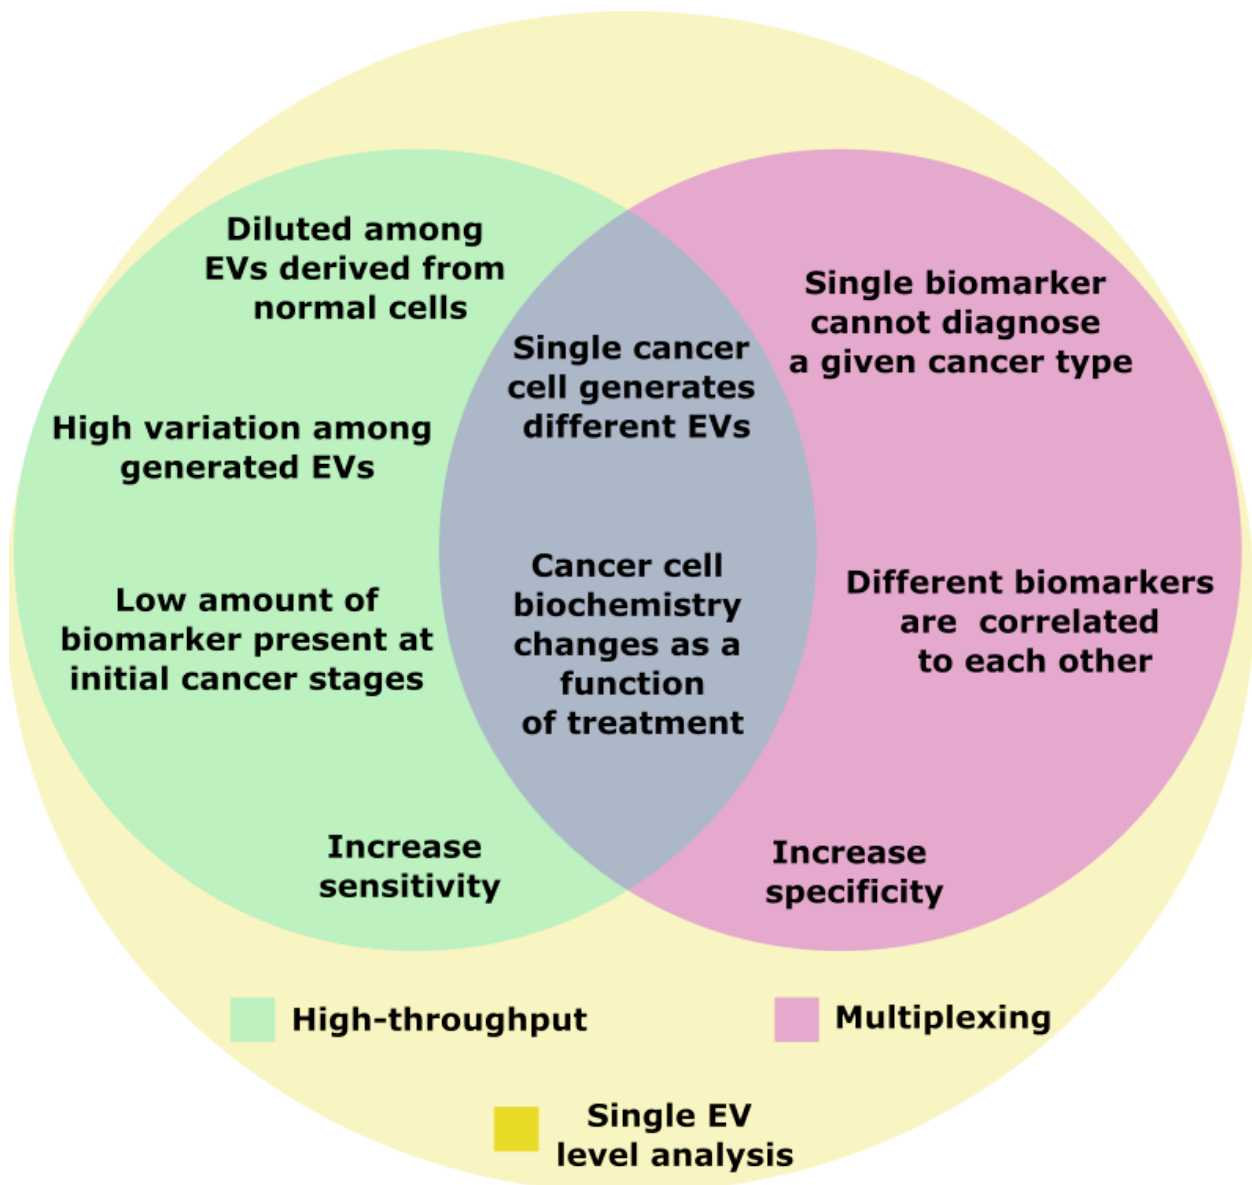 Diluted among
EVs derived from
normal cells
High variation among
generated EVs
Low amount of
biomarker present at
initial cancer stages
Increase
sensitivity
Single cancer
cell generates
different EVs
Cancer cell
biochemistry
changes as a
function
of treatment
Single biomarker
cannot diagnose
a given cancer type
Different biomarkers
are correlated
to each other
Increase
specificity
High-throughput
Multiplexing
Single EV
level analysis